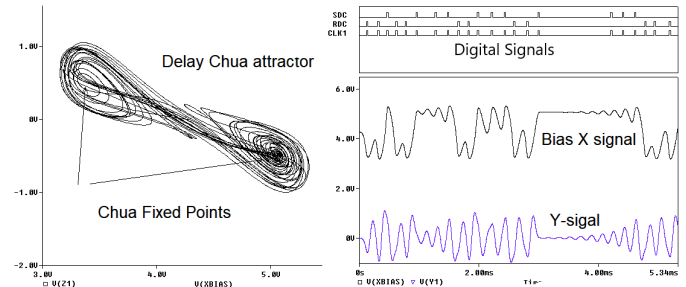 1.0V
Delay Chua attractor
0V
-1.0V
Chua Fixed Points
-2.0V
3.0V 4.0V 5.0V
V(Z1) V(XBIAS)
SDC
RDC
CLK1
Digital Signals
6.0V
4.0V
Bias X signal
2.0V
Y-sigal
0V
0s 2.00ms 4.00ms 5.34ms
V(XBIAS) V(Y1)